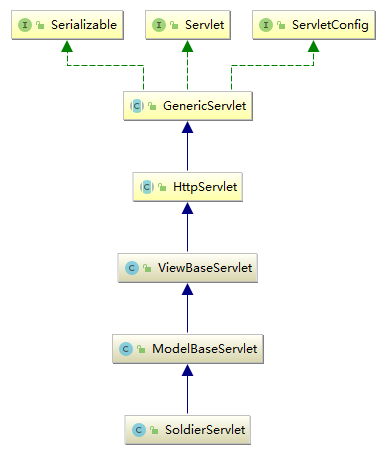 I Serializable
I Servlet
I ServletConfig
C GenericServlet
C HttpServlet
C ViewBaseServlet
C ModelBaseServlet
C SoldierServlet